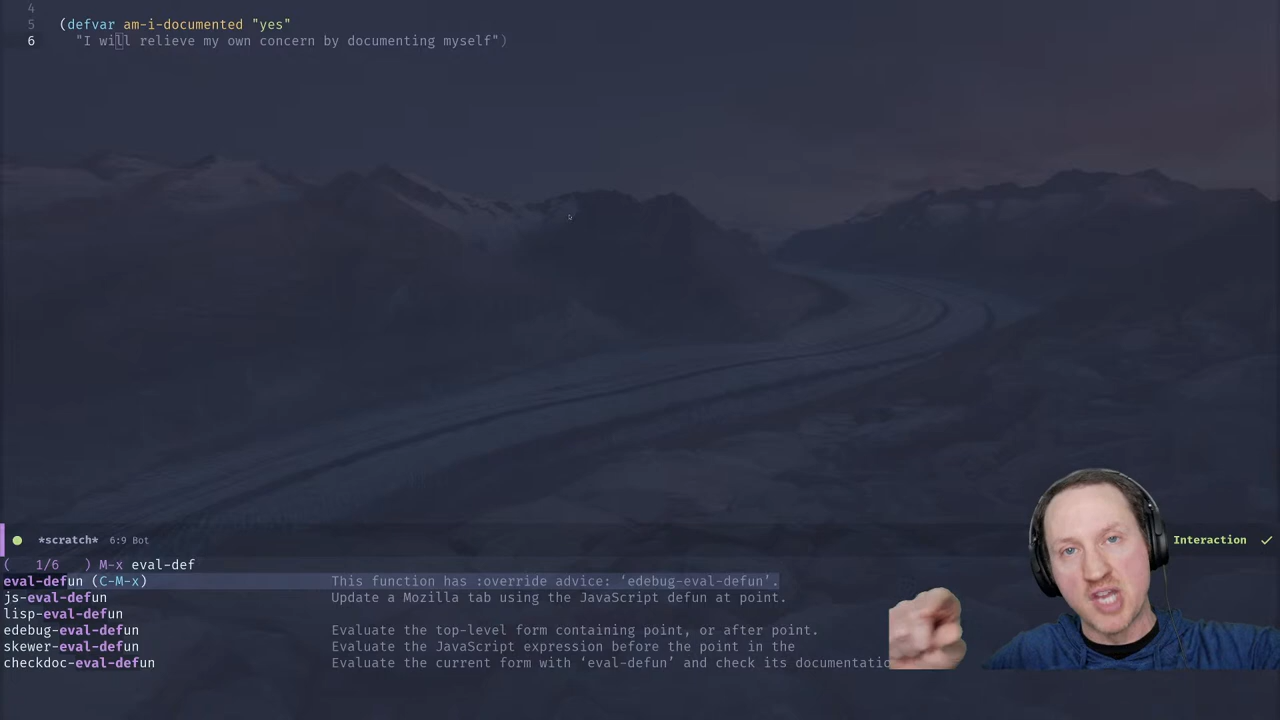 4
5 (defvar am-i-documented "yes"
6 "I will relieve my own concern by documenting myself")
*scratch* 6:9 Bot Interaction ✓
( 1/6 ) M-x eval-def
eval-defun (C-M-x) This function has :override advice: ‘edebug-eval-defun’.
js-eval-defun Update a Mozilla tab using the JavaScript defun at point.
lisp-eval-defun
edebug-eval-defun Evaluate the top-level form containing point, or after point.
skewer-eval-defun Evaluate the JavaScript expression before the point in the
checkdoc-eval-defun Evaluate the current form with ‘eval-defun’ and check its documentatio